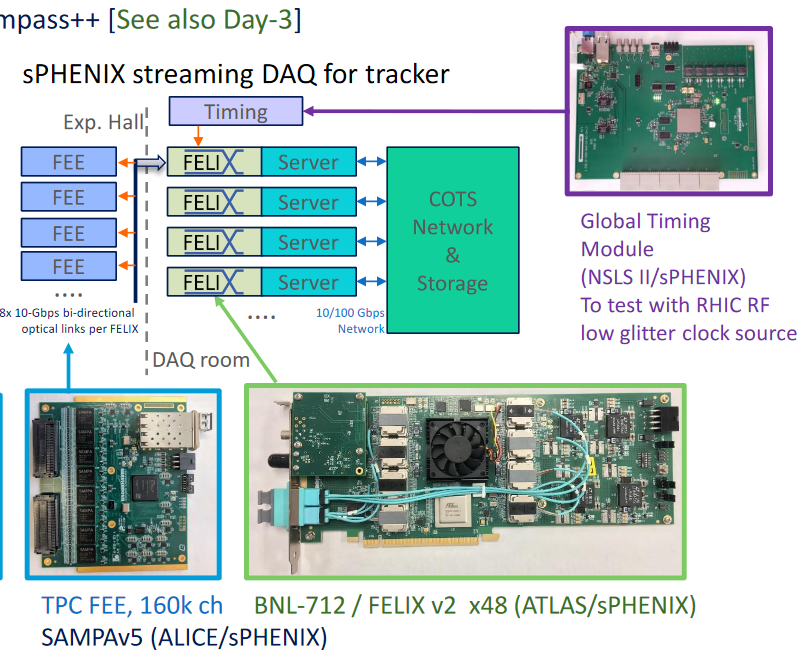 mpass++ [See also Day-3]
sPHENIX streaming DAQ for tracker
Exp. Hall
Timing
FEE
FELIX
Server
FEE
FELIX
Server
FEE
FELIX
Server
FEE
FELIX
Server
....
....
COTS
Network
&
Storage
8x 10-Gbps bi-directional
optical links per FELIX
10/100 Gbps
Network
DAQ room
Global Timing
Module
(NSLS II/sPHENIX)
To test with RHIC RF
low glitter clock source
TPC FEE, 160k ch
SAMPAv5 (ALICE/sPHENIX)
BNL-712 / FELIX v2 x48 (ATLAS/sPHENIX)